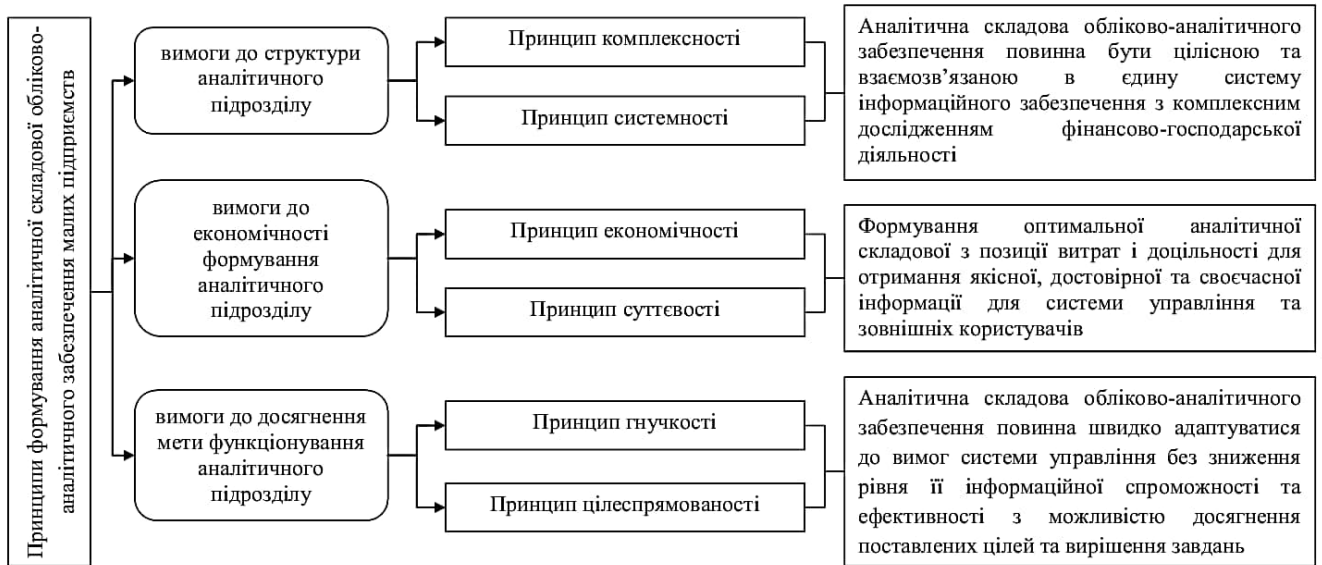 Принципи формування аналітичної складової обліково-
аналітичного забезпечення малих підприємств
вимоги до структури
аналітичного
підрозділу
Принцип комплексності
Принцип системності
Аналітична складова обліково-аналітичного
забезпечення повинна бути цілісною та
взаємозв’язаною в єдину систему
інформаційного забезпечення з комплексним
дослідженням фінансово-господарської
діяльності
вимоги до
економічності
формування
аналітичного
підрозділу
Принцип економічності
Принцип суттєвості
Формування оптимальної аналітичної
складової з позиції витрат і доцільності для
отримання якісної, достовірної та своєчасної
інформації для системи управління та
зовнішніх користувачів
вимоги до досягнення
мети функціонування
аналітичного
підрозділу
Принцип гнучкості
Принцип цілеспрямованості
Аналітична складова обліково-аналітичного
забезпечення повинна швидко адаптуватися
до вимог системи управління без зниження
рівня її інформаційної спроможності та
ефективності з можливістю досягнення
поставлених цілей та вирішення завдань